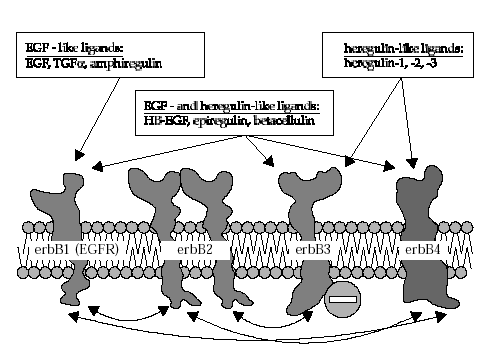 EGF - like ligands:
EGF, TGFα, amphiregulin
heregulin-like ligands:
heregulin-1, -2, -3
EGF - and heregulin-like ligands:
HB-EGF, epiregulin, betacellulin
erbB1 (EGFR)
erbB2
erbB3
erbB4